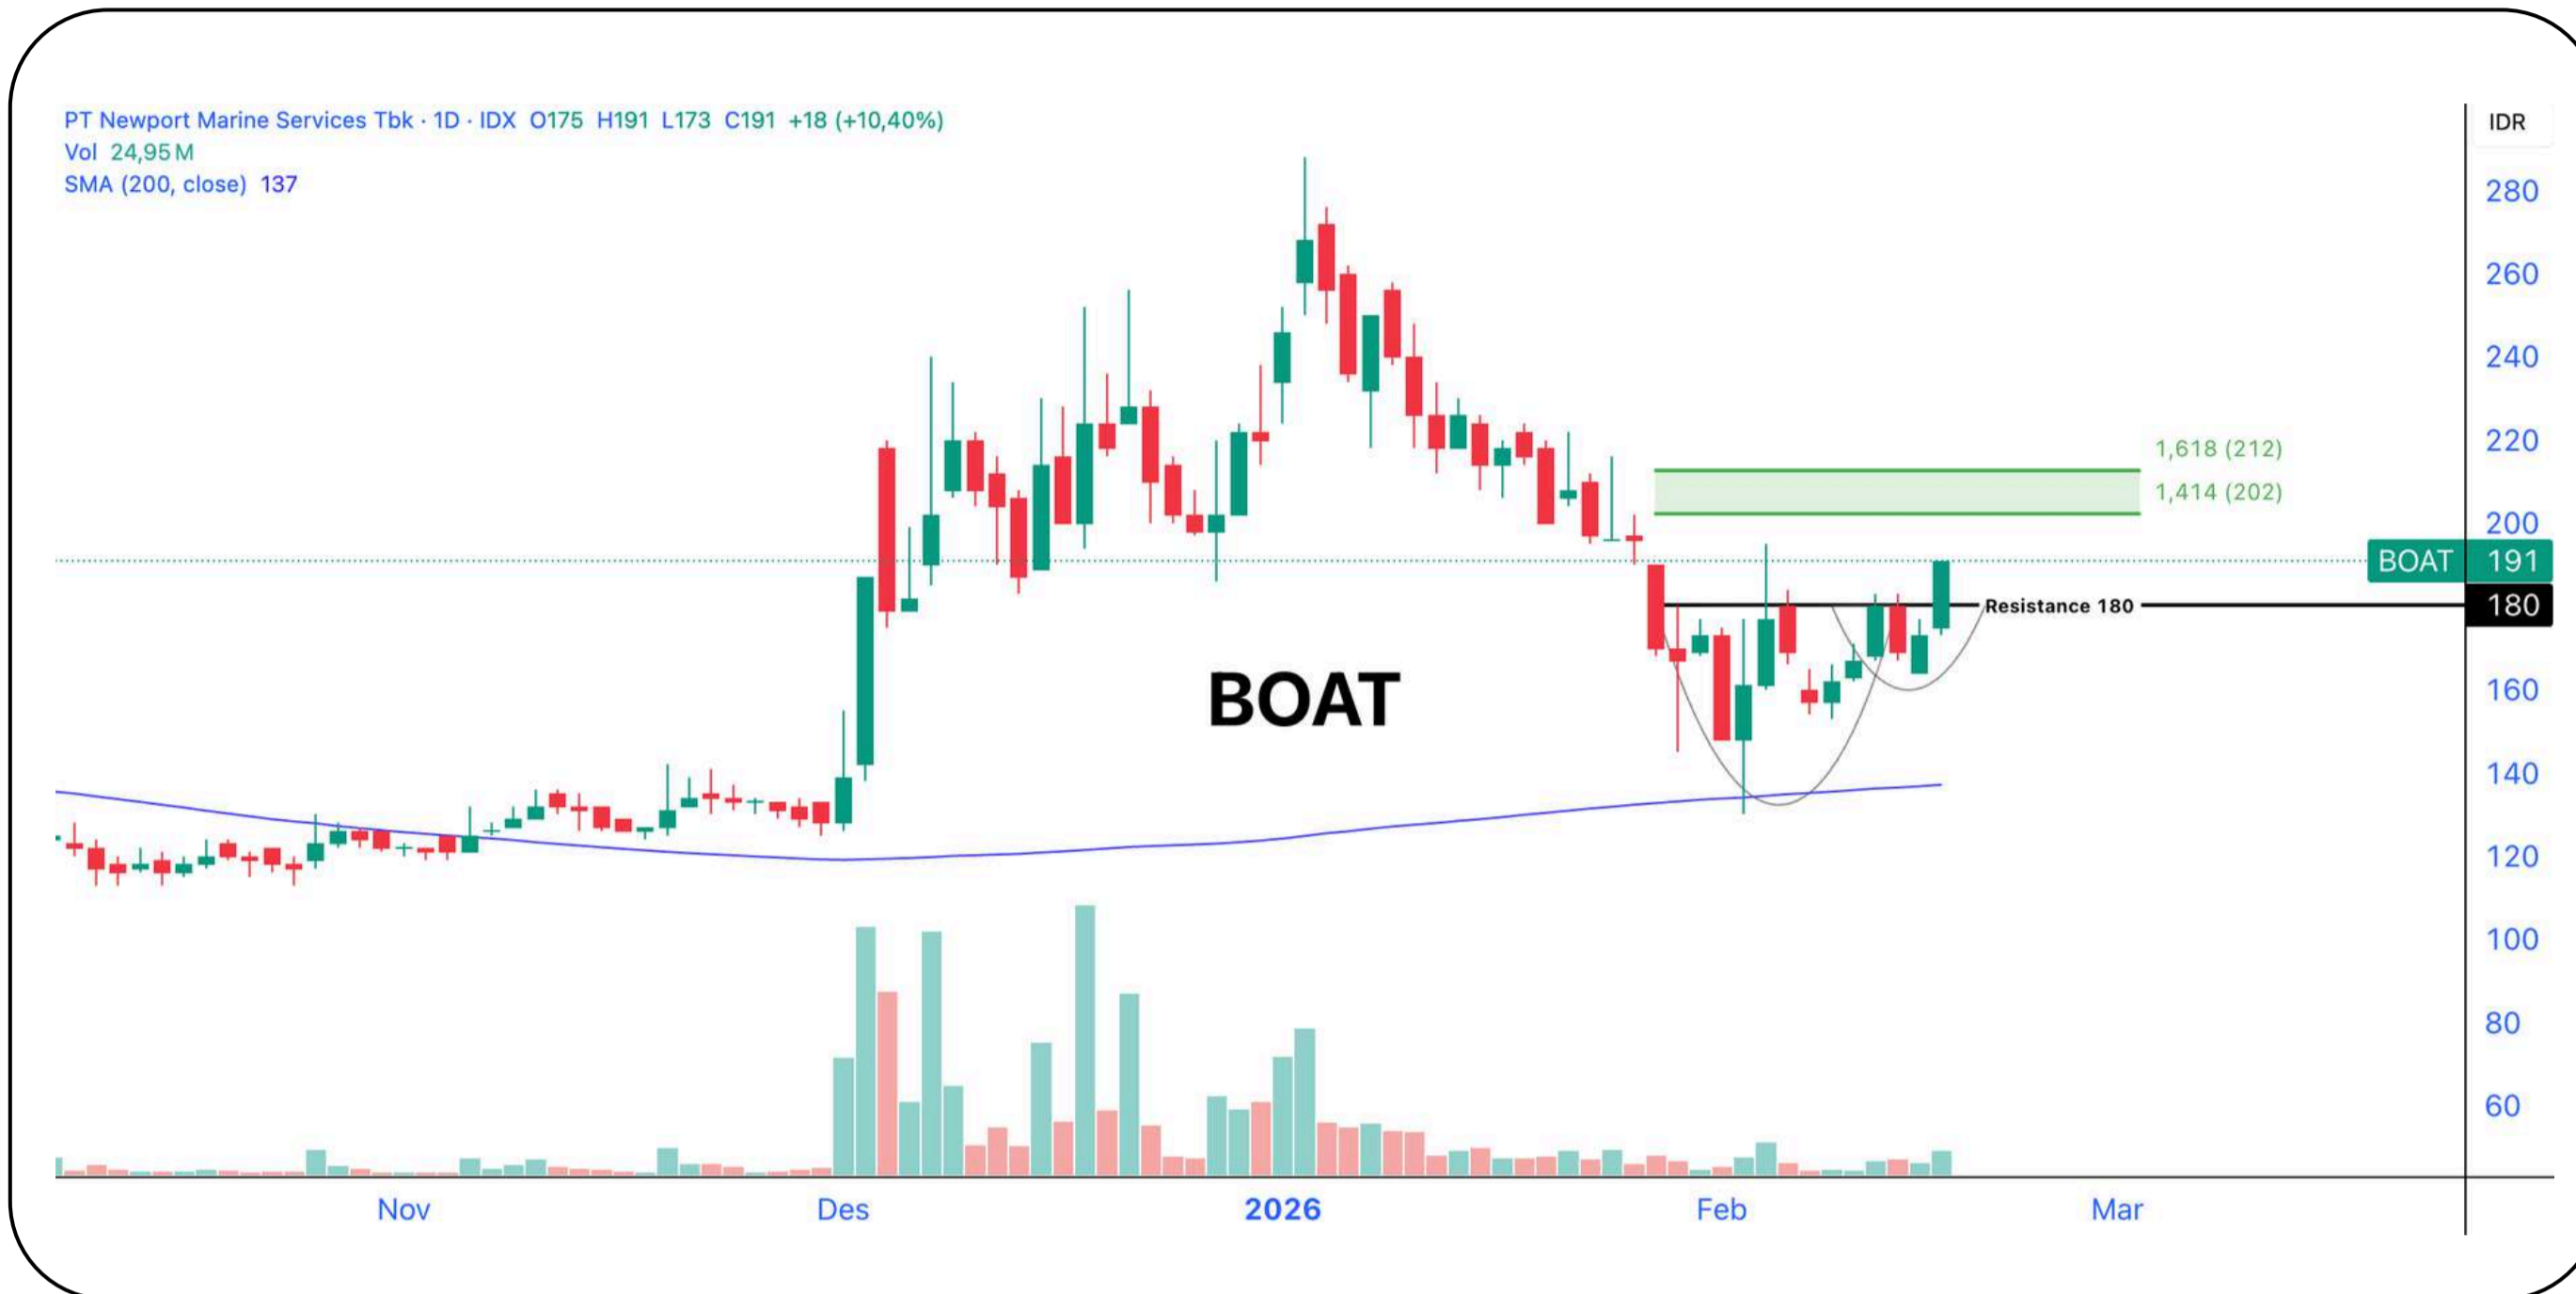 PT Newport Marine Services Tbk · 1D · IDX O175 H191 L173 C191 +18 (+10,40%)
Vol 24,95 M
SMA (200, close) 137
IDR
280
260
240
220
1,618 (212)
1,414 (202)
200
BOAT 191
Resistance 180
180
BOAT
160
140
120
100
80
60
Nov Des 2026 Feb Mar